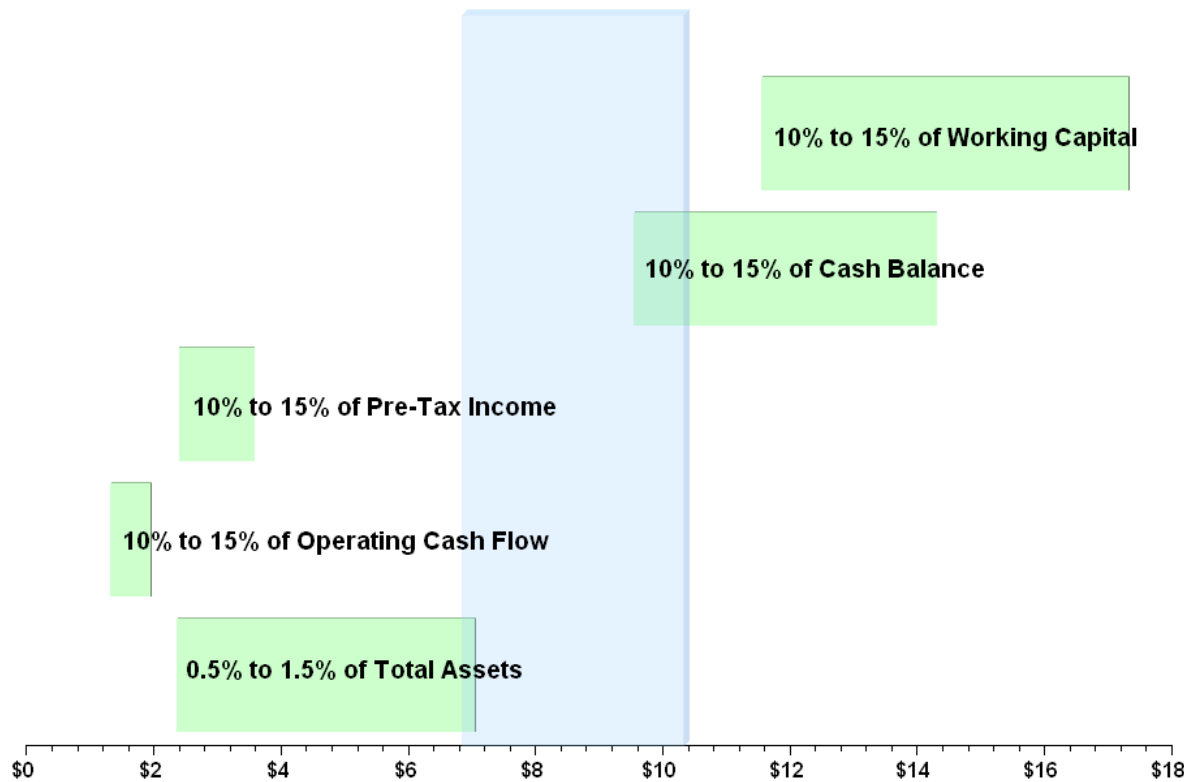 10% to 15% of Working Capital
10% to 15% of Cash Balance
10% to 15% of Pre-Tax Income
10% to 15% of Operating Cash Flow
0.5% to 1.5% of Total Assets
$0 $2 $4 $6 $8 $10 $12 $14 $16 $18